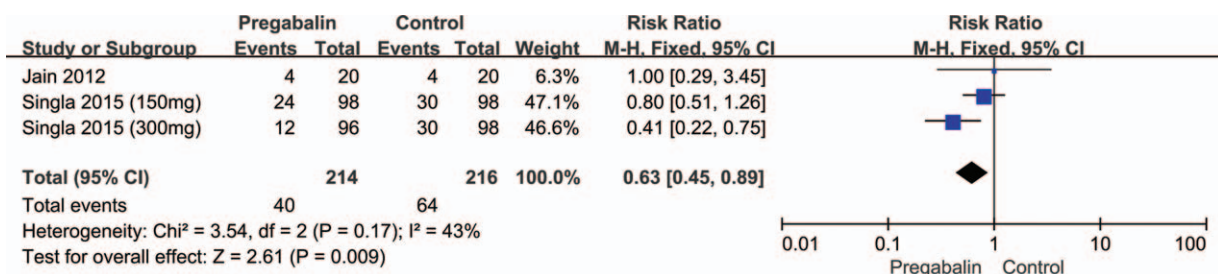 Pregabalin Control Risk Ratio Risk Ratio
Study or Subgroup Events Total Events Total Weight M-H. Fixed. 95% CI M-H. Fixed. 95% CI
Jain 2012 4 20 4 20 6.3% 1.00 [0.29, 3.45]
Singla 2015 (150mg) 24 98 30 98 47.1% 0.80 [0.51, 1.26]
Singla 2015 (300mg) 12 96 30 98 46.6% 0.41 [0.22, 0.75]
Total (95% CI) 214 216 100.0% 0.63 [0.45, 0.89]
Total events 40 64
Heterogeneity: Chi² = 3.54, df = 2 (P = 0.17); I² = 43%
Test for overall effect: Z = 2.61 (P = 0.009)
0.01 0.1 1 10 100
Pregabalin Control